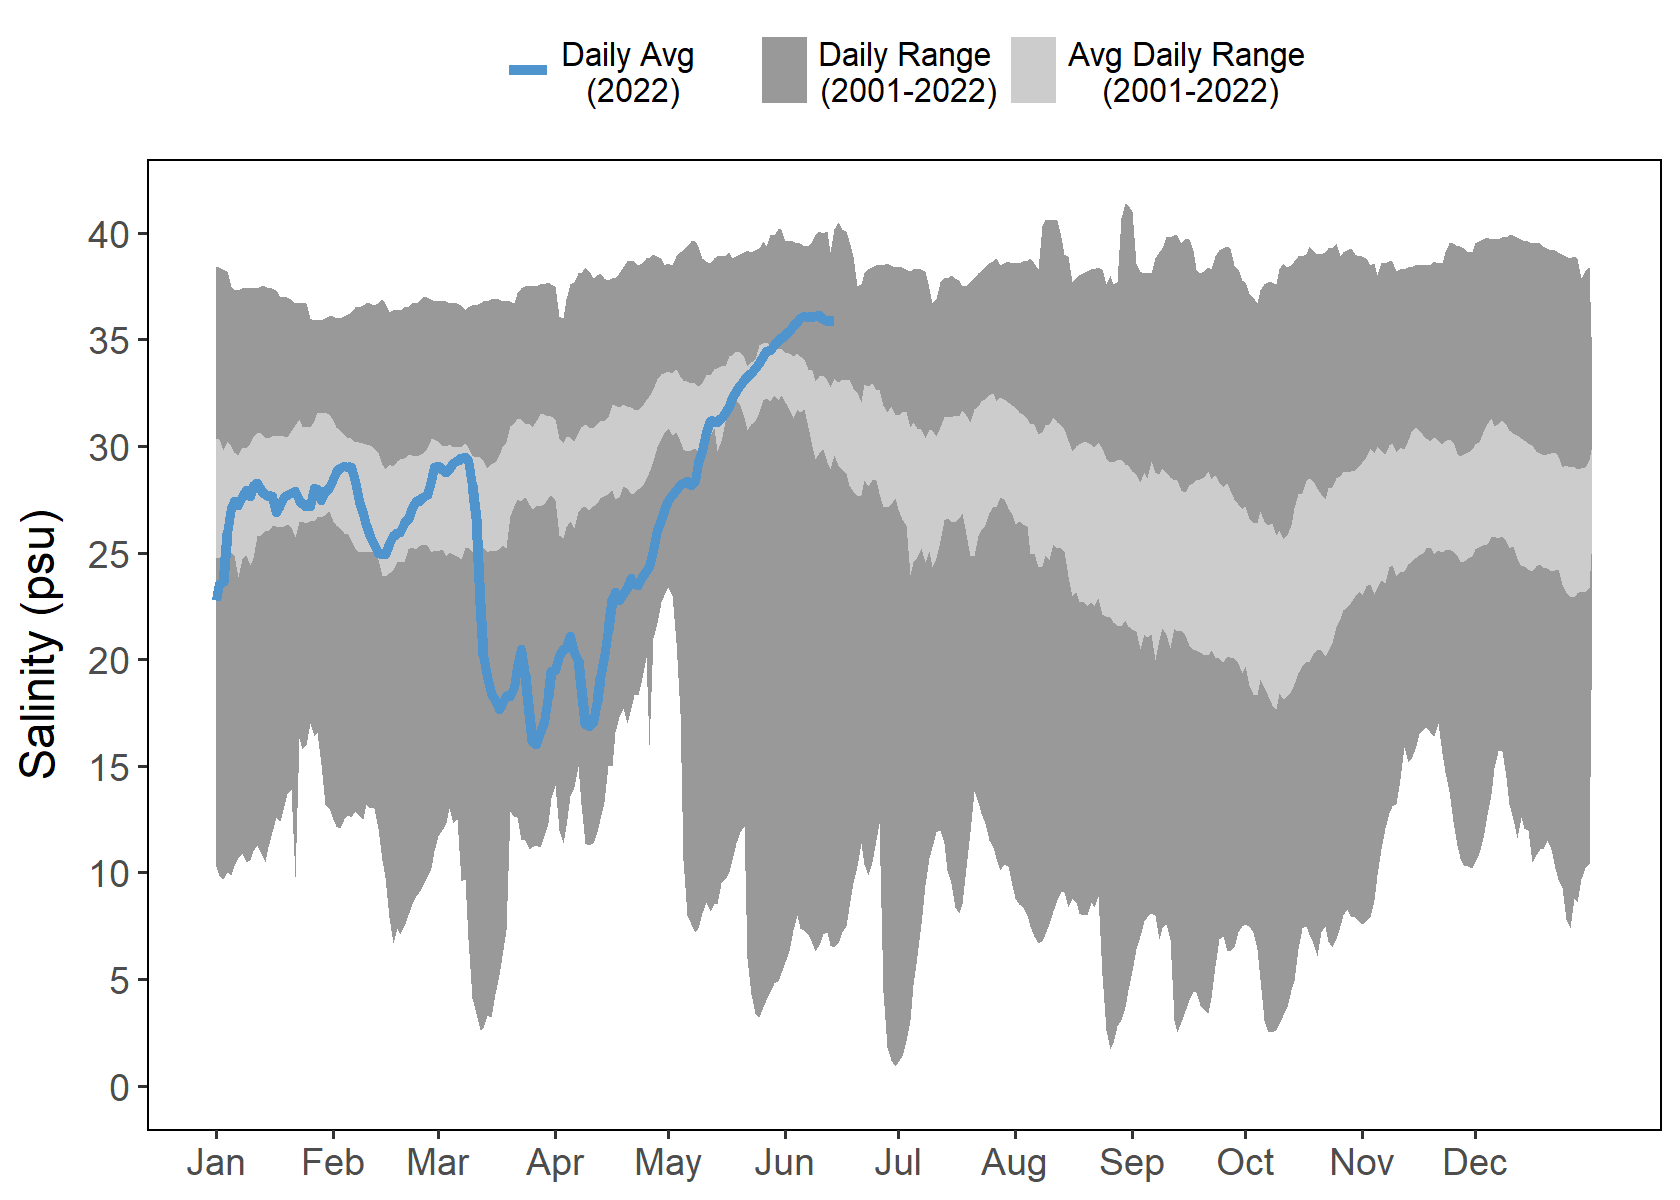 Daily Avg
(2022)
Daily Range
(2001-2022)
Avg Daily Range
(2001-2022)
Salinity (psu)
40
35
30
25
20
15
10
5
0
Jan Feb Mar Apr May Jun Jul Aug Sep Oct Nov Dec